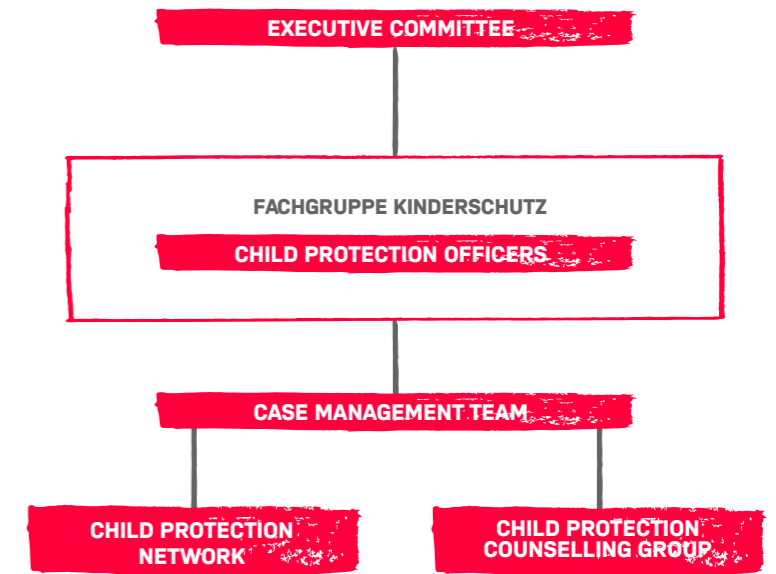 EXECUTIVE COMMITTEE
FACHGRUPPE KINDERSCHUTZ
CHILD PROTECTION OFFICERS
CASE MANAGEMENT TEAM
CHILD PROTECTION
NETWORK
CHILD PROTECTION
COUNSELLING GROUP